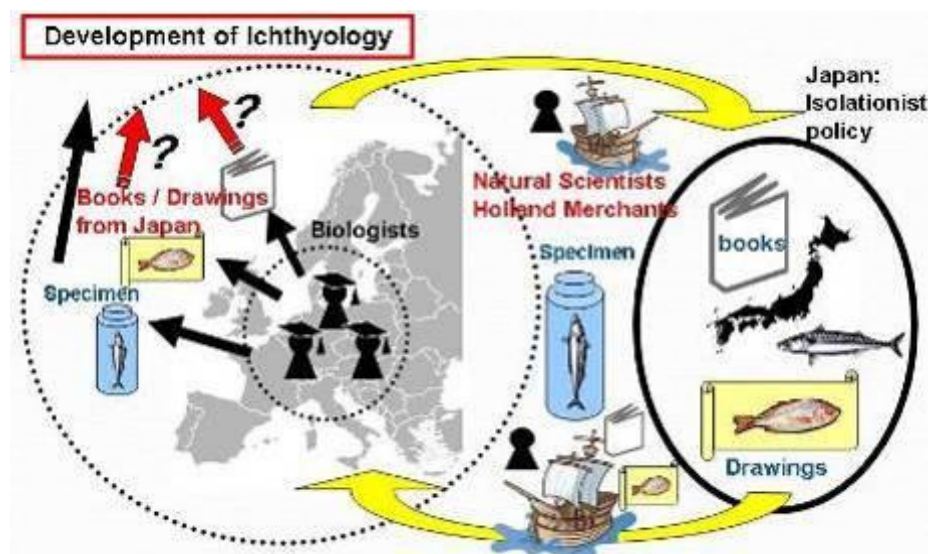 Development of Ichthyology
Japan:
Isolationist
policy
?
?
Books / Drawings
from Japan
Natural Scientists
Holland Merchants
Biologists
books
Specimen
Specimen
Drawings